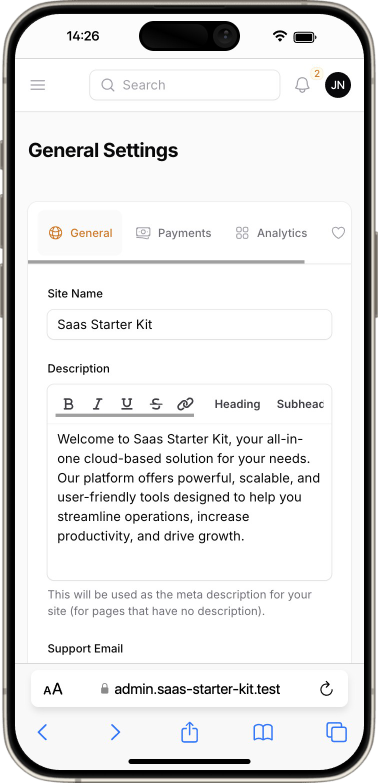 14:26
Search
2
JN
General Settings
General
Payments
Analytics
Site Name
Saas Starter Kit
Description
B I U S Heading Subheac
Welcome to Saas Starter Kit, your all-in-
one cloud-based solution for your needs.
Our platform offers powerful, scalable, and
user-friendly tools designed to help you
streamline operations, increase
productivity, and drive growth.
This will be used as the meta description for your
site (for pages that have no description).
Support Email
AA admin.saas-starter-kit.test